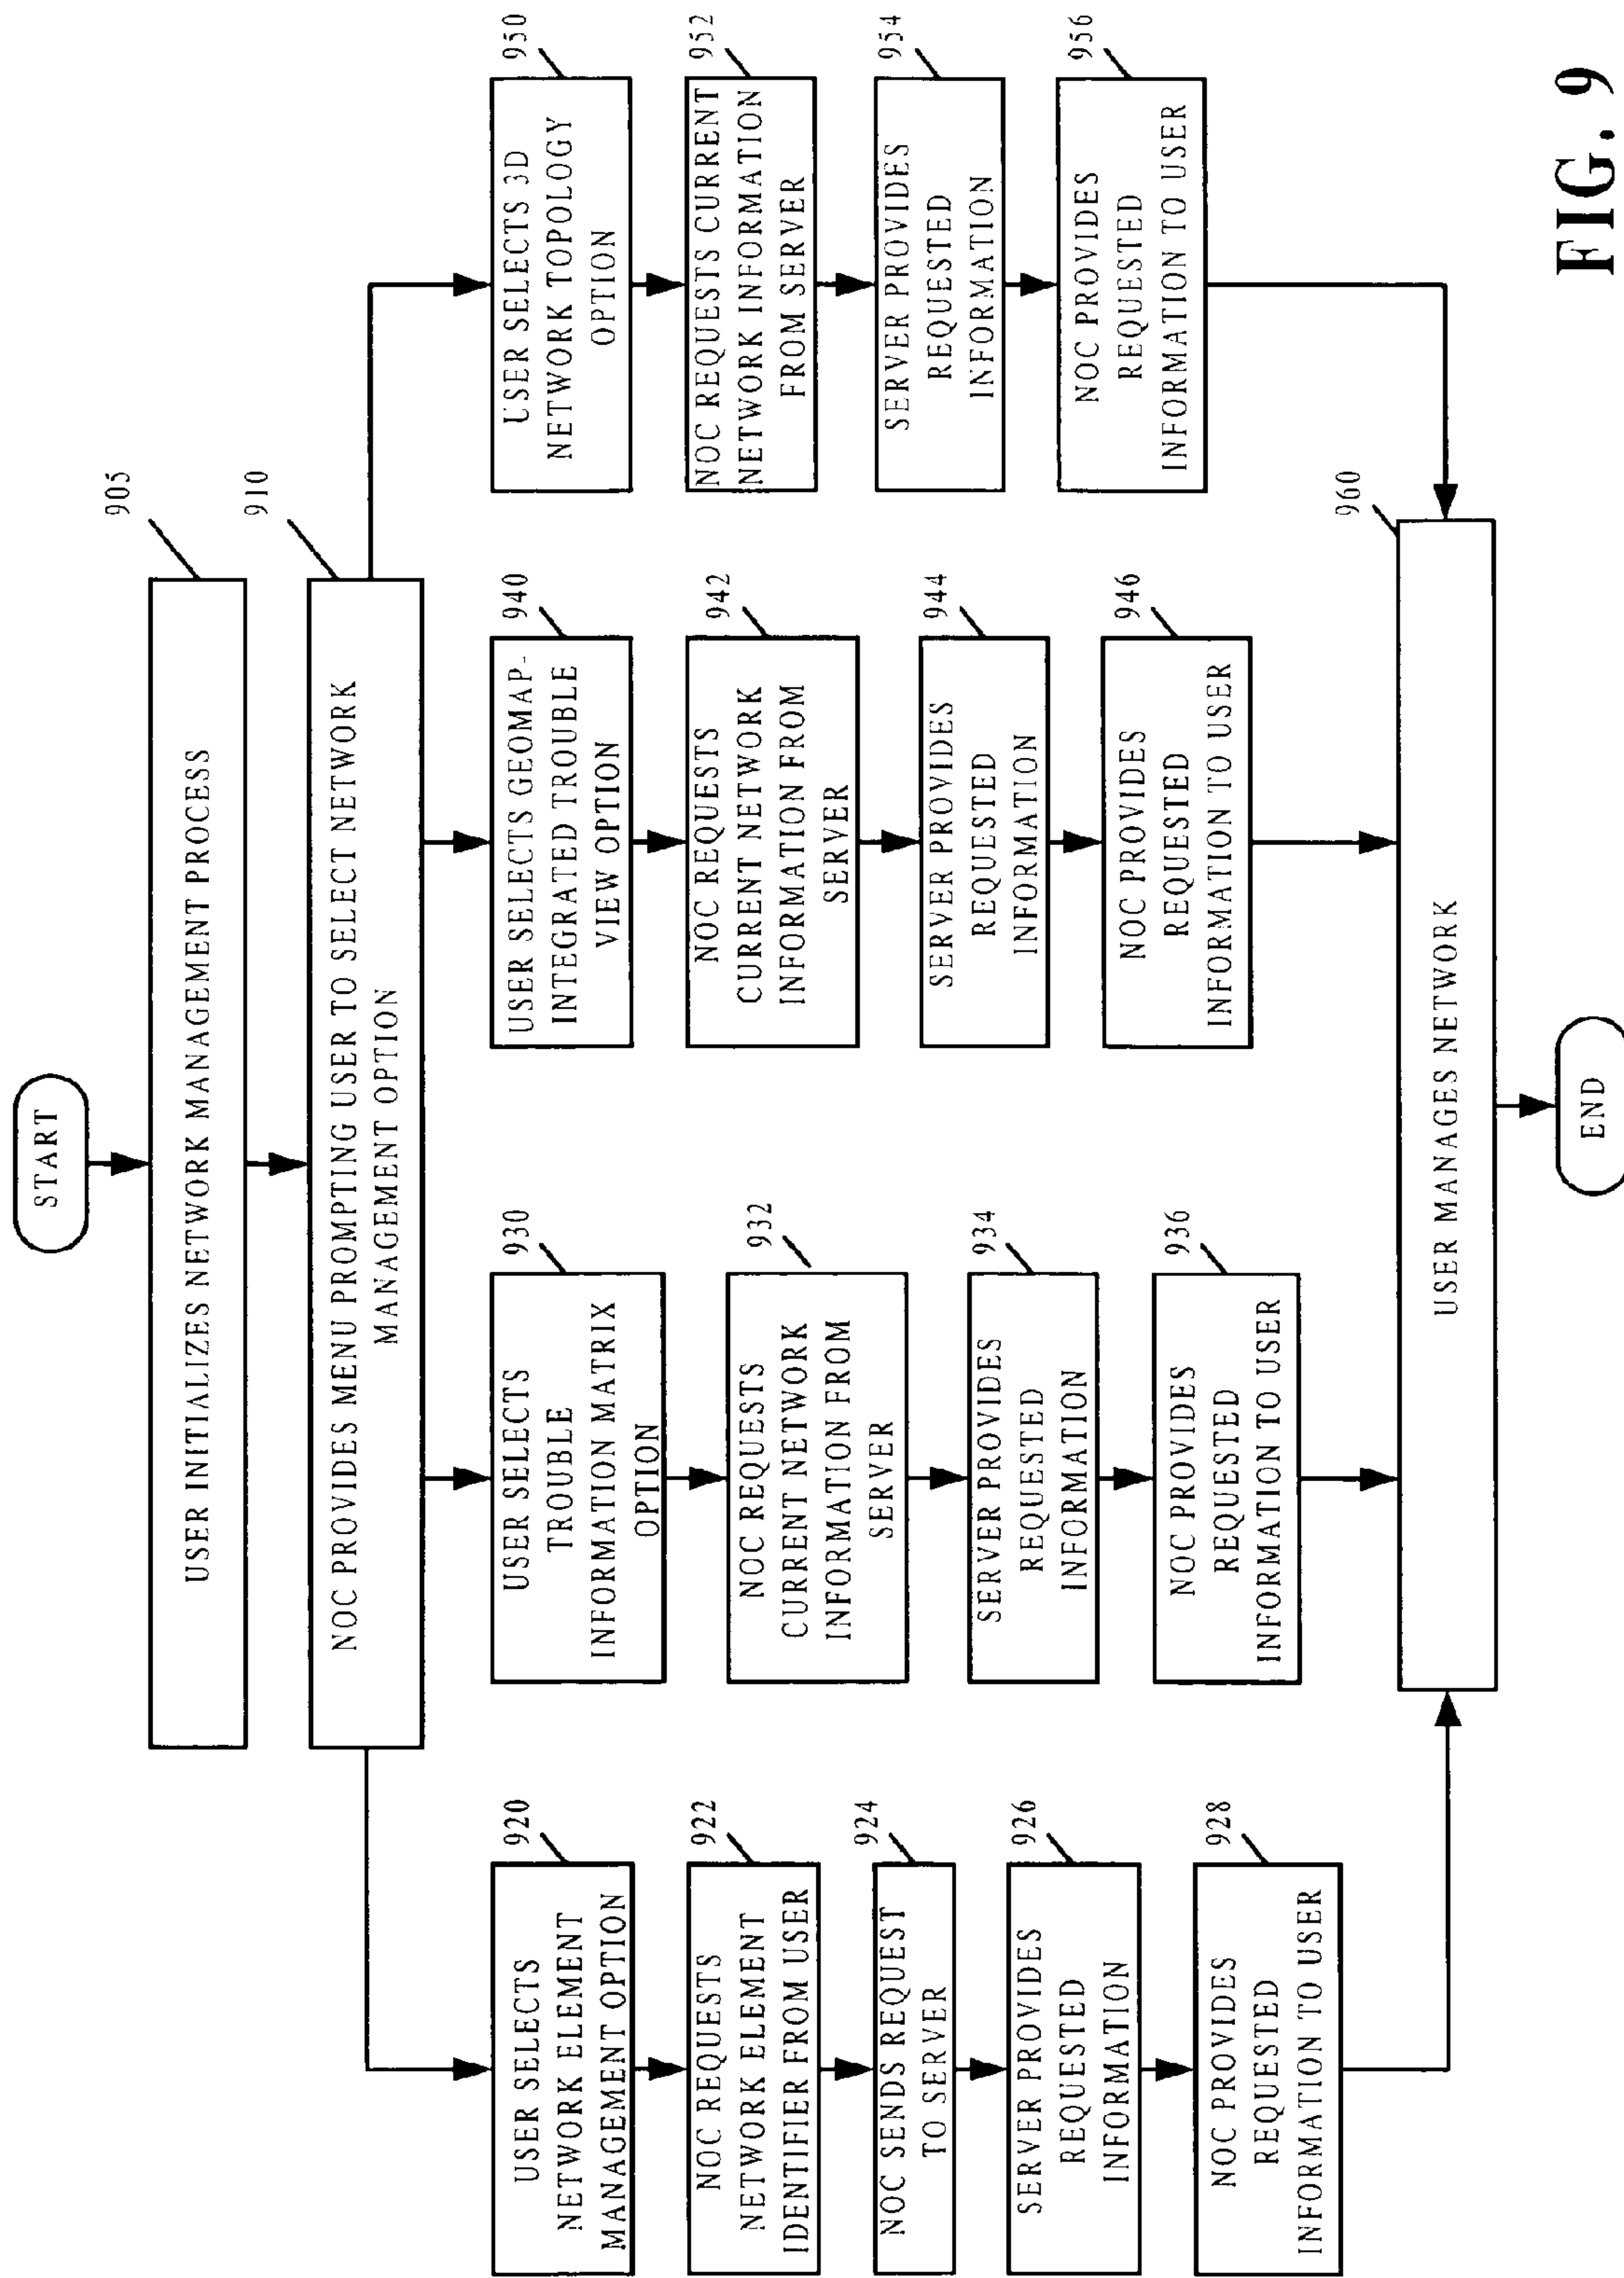 START
905
USER INITIALIZES NETWORK MANAGEMENT PROCESS
910
NOC PROVIDES MENU PROMPTING USER TO SELECT NETWORK
MANAGEMENT OPTION
920
USER SELECTS
NETWORK ELEMENT
MANAGEMENT OPTION
922
NOC REQUESTS
NETWORK ELEMENT
IDENTIFIER FROM USER
924
NOC SENDS REQUEST
TO SERVER
926
SERVER PROVIDES
REQUESTED
INFORMATION
928
NOC PROVIDES
REQUESTED
INFORMATION TO USER
930
USER SELECTS
TROUBLE
INFORMATION MATRIX
OPTION
932
NOC REQUESTS
CURRENT NETWORK
INFORMATION FROM
SERVER
934
SERVER PROVIDES
REQUESTED
INFORMATION
936
NOC PROVIDES
REQUESTED
INFORMATION TO USER
940
USER SELECTS GEOMAP-
INTEGRATED TROUBLE
VIEW OPTION
942
NOC REQUESTS
CURRENT NETWORK
INFORMATION FROM
SERVER
944
SERVER PROVIDES
REQUESTED
INFORMATION
946
NOC PROVIDES
REQUESTED
INFORMATION TO USER
950
USER SELECTS 3D
NETWORK TOPOLOGY
OPTION
952
NOC REQUESTS CURRENT
NETWORK INFORMATION
FROM SERVER
954
SERVER PROVIDES
REQUESTED
INFORMATION
956
NOC PROVIDES
REQUESTED
INFORMATION TO USER
960
USER MANAGES NETWORK
END
FIG. 9